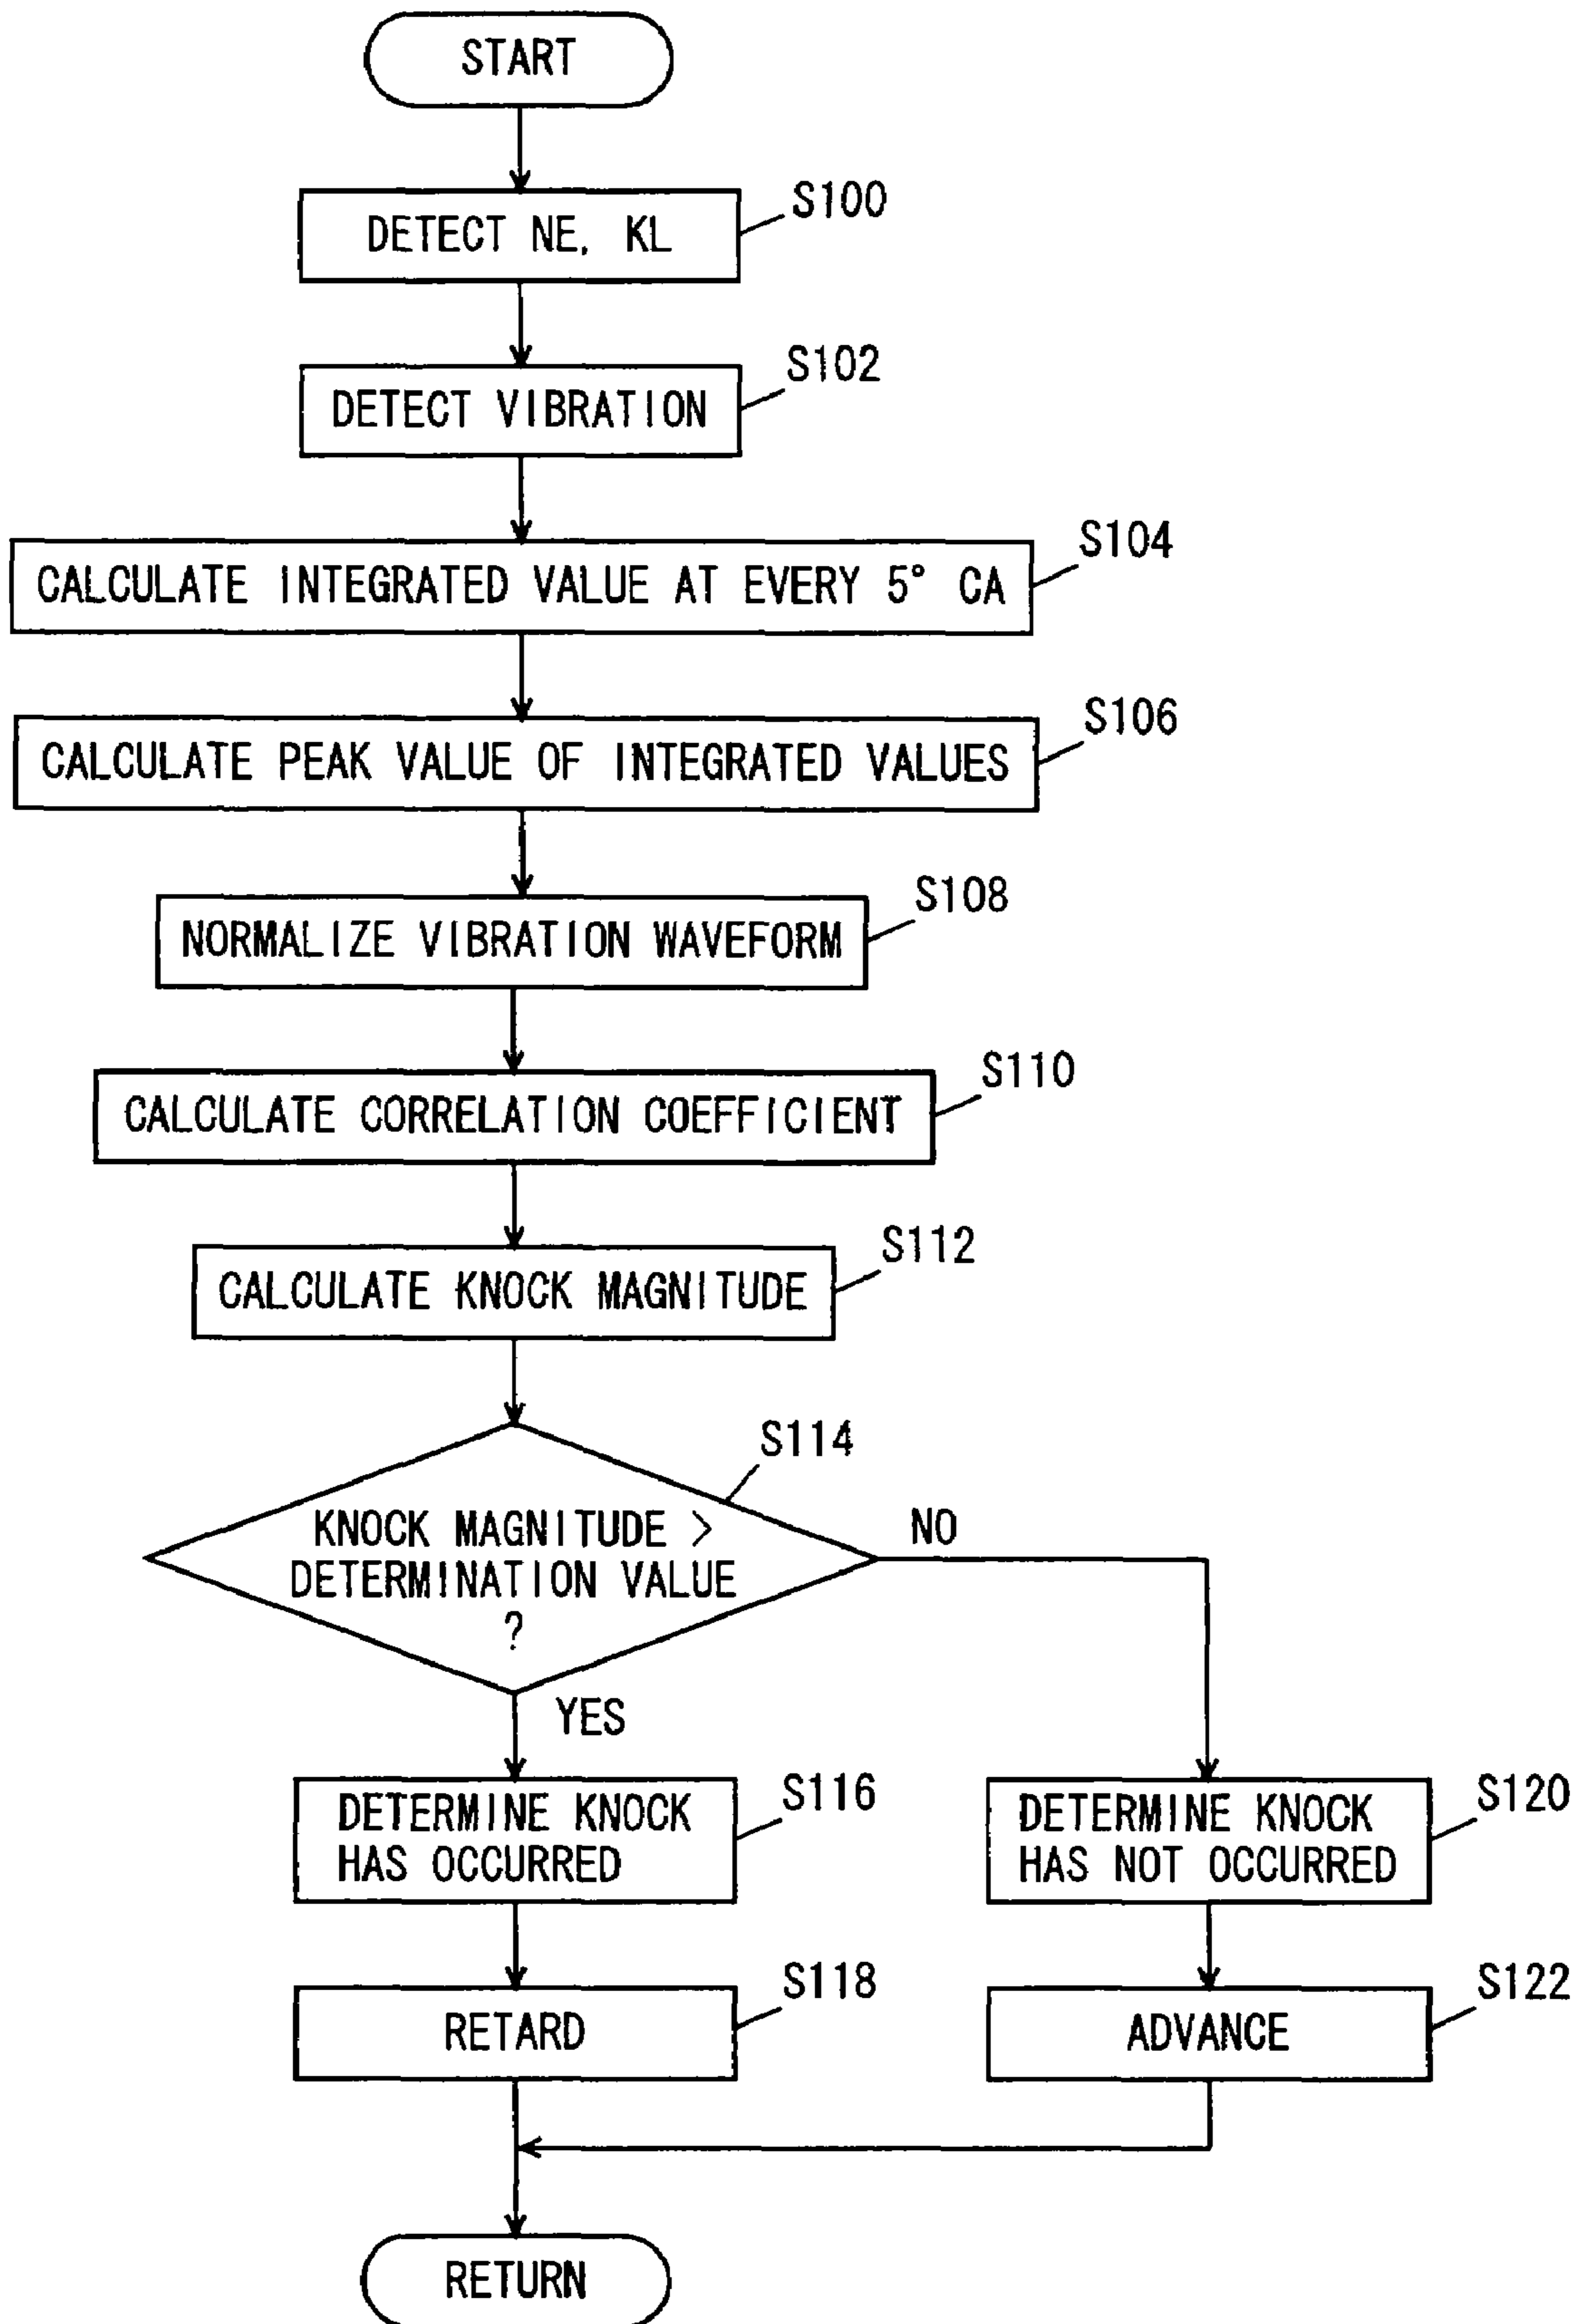 START
S100
DETECT NE, KL
S102
DETECT VIBRATION
S104
CALCULATE INTEGRATED VALUE AT EVERY 5° CA
S106
CALCULATE PEAK VALUE OF INTEGRATED VALUES
S108
NORMALIZE VIBRATION WAVEFORM
S110
CALCULATE CORRELATION COEFFICIENT
S112
CALCULATE KNOCK MAGNITUDE
S114
KNOCK MAGNITUDE >
DETERMINATION VALUE
?
NO
YES
S116
DETERMINE KNOCK
HAS OCCURRED
S120
DETERMINE KNOCK
HAS NOT OCCURRED
S118
RETARD
S122
ADVANCE
RETURN